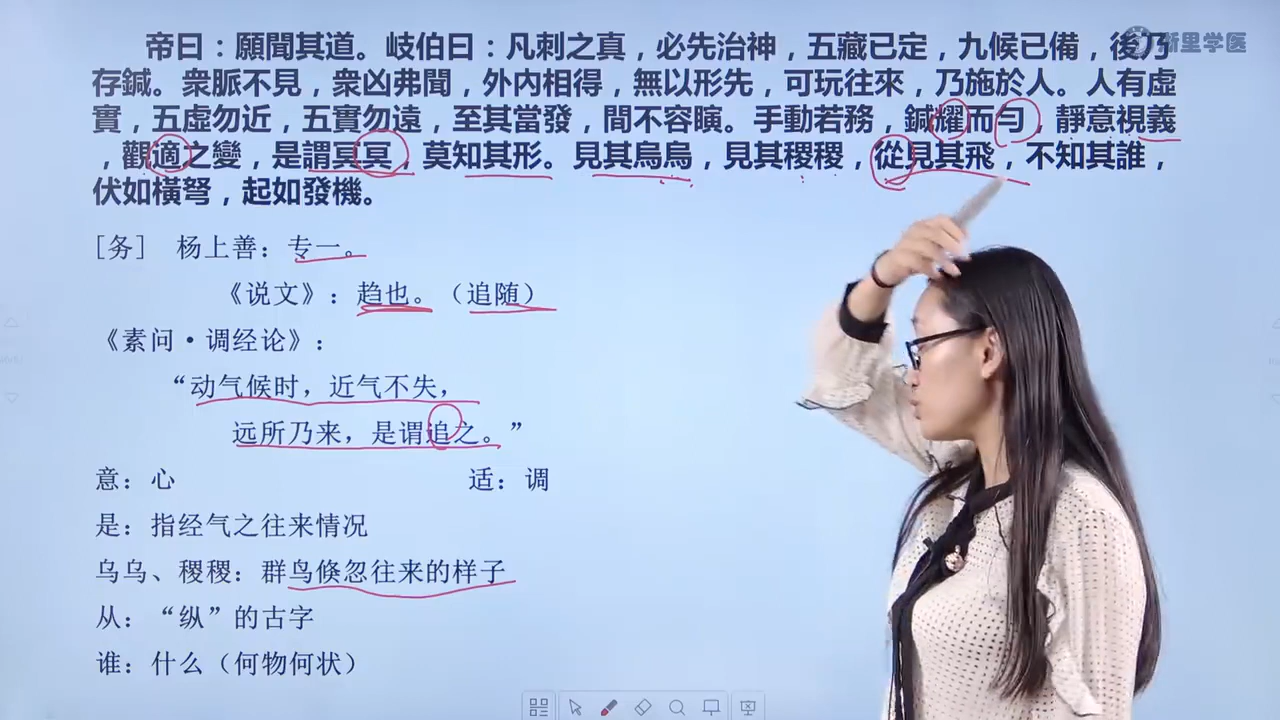 帝曰：願聞其道。岐伯曰：凡刺之真，必先治神，五藏已定，九候已備，後乃
存鍼。衆脈不見，衆凶弗聞，外內相得，無以形先，可玩往來，乃施於人。人有虛
實，五虛勿近，五實勿遠，至其當發，間不容瞚。手動若務，鍼耀而匀，靜意視義
，觀適之變，是謂冥冥，莫知其形。見其烏烏，見其稷稷，從見其飛，不知其誰，
伏如橫弩，起如發機。
[务] 杨上善：专一。
《说文》：趋也。（追随）
《素问·调经论》：
“动气候时，近气不失，
远所乃来，是谓追之。”
意：心 适：调
是：指经气之往来情况
乌乌、稷稷：群鸟倏忽往来的样子
从：“纵”的古字
谁：什么（何物何状）